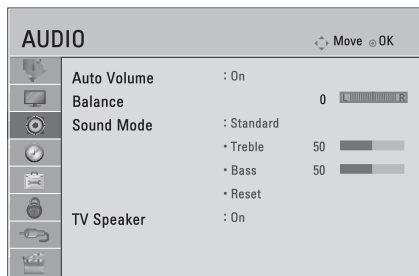 AUDIO Move OK
Auto Volume : On
Balance 0 L R
Sound Mode : Standard
• Treble 50
• Bass 50
• Reset
TV Speaker : On